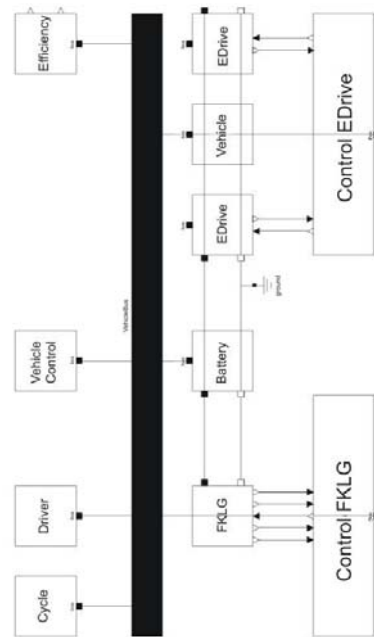 Cycle
Driver
Vehicle
Control
Efficiency
VehicleBus
FKLG
Battery
EDrive
Vehicle
EDrive
ground
Control FKLG
Control EDrive